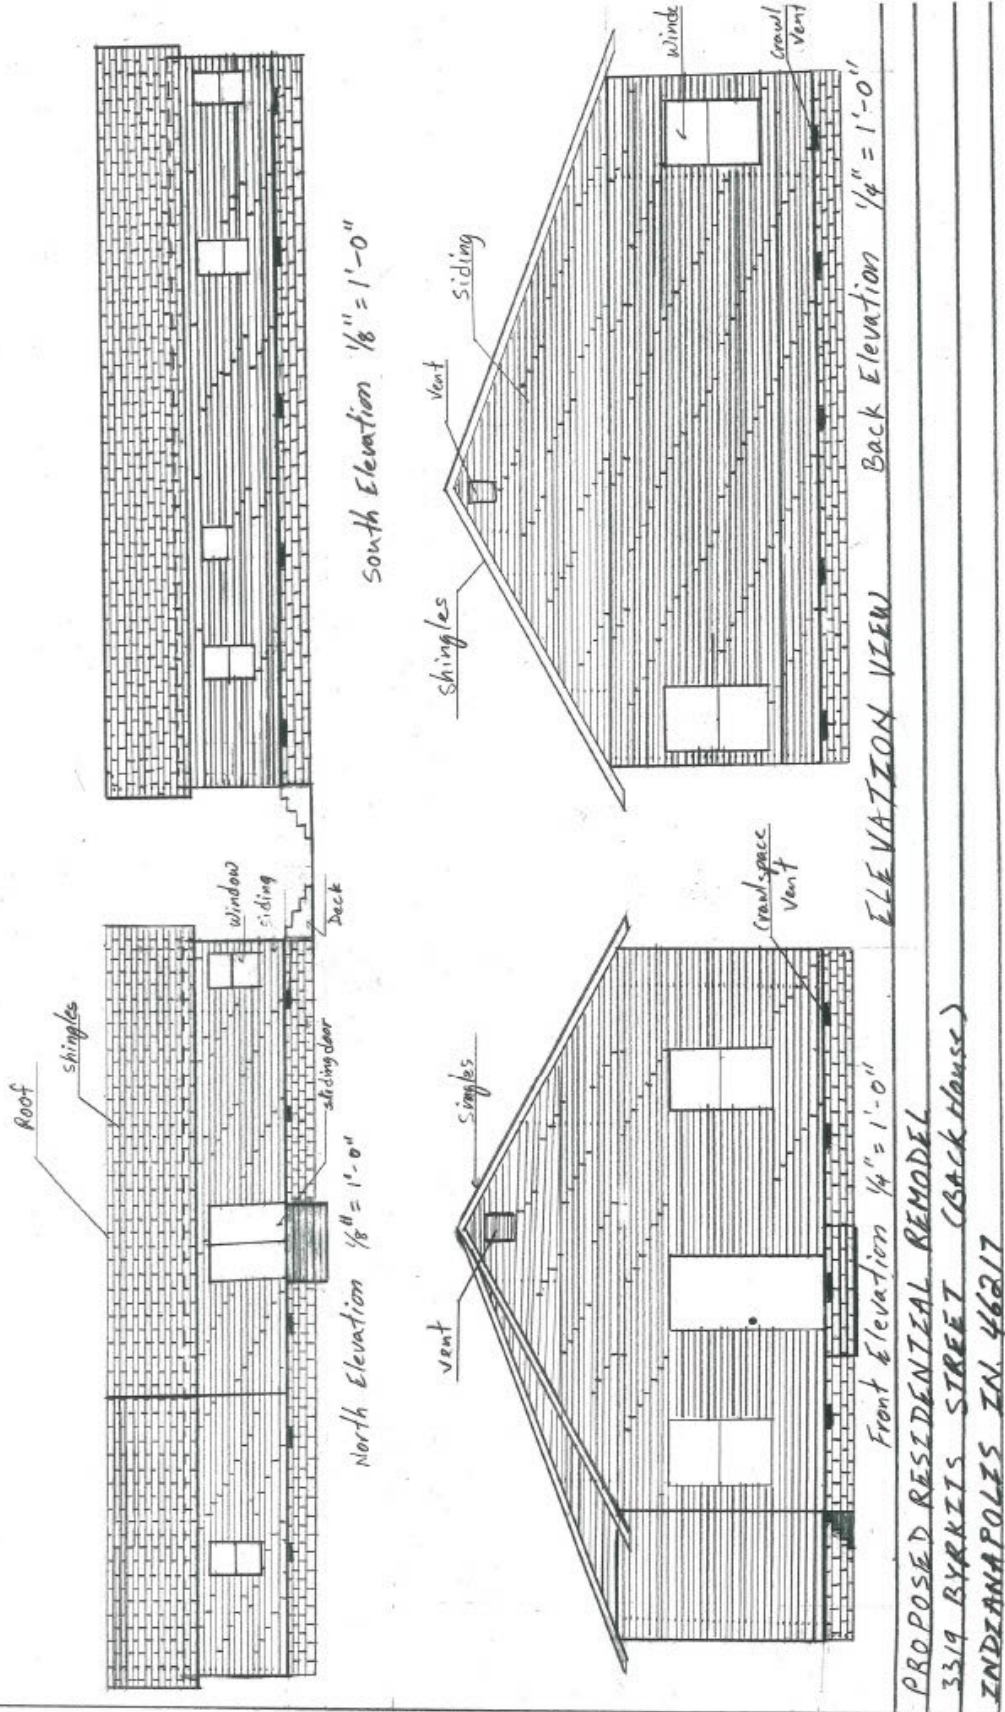 Roof
shingles
Window
siding
Deck
sliding door
North Elevation 1/8" = 1'-0"
South Elevation 1/8" = 1'-0"
vent
Singles
Crawlspace
Vent
Front Elevation 1/4" = 1'-0"
shingles
Vent
siding
Crawl
Vent
Back Elevation 1/4" = 1'-0"
ELEVATION VIEW
PROPOSED RESIDENTIAL REMODEL
3319 BYRKITS STREET (BACK House)
INDIANAPOLIS IN. 46217